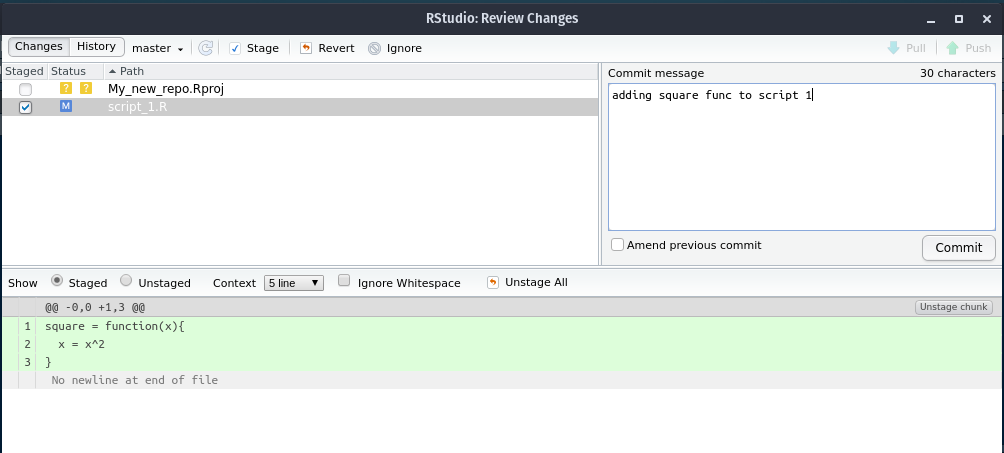 RStudio: Review Changes
Changes History master Stage Revert Ignore Pull Push
Staged Status Path
? ? My_new_repo.Rproj
M script_1.R
Commit message 30 characters
adding square func to script 1
Amend previous commit Commit
Show Staged Unstaged Context 5 line Ignore Whitespace Unstage All
@@ -0,0 +1,3 @@ Unstage chunk
1 square = function(x){
2 x = x^2
3 }
No newline at end of file